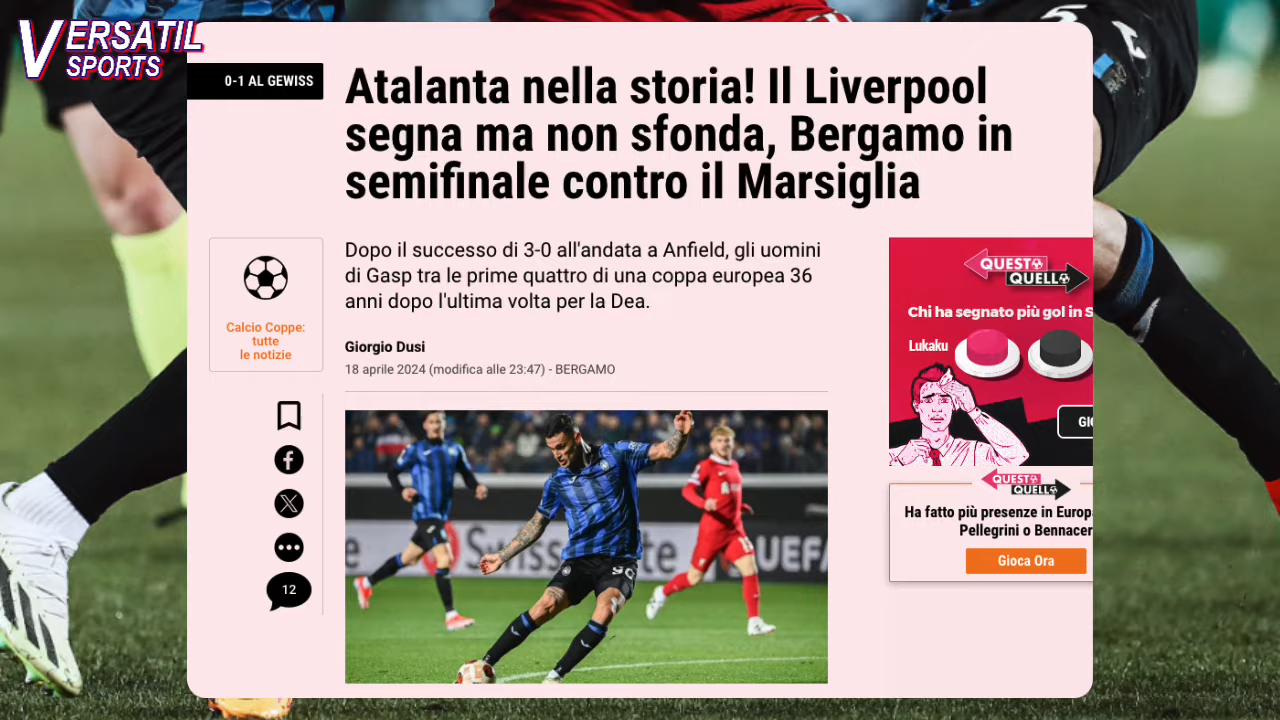 VERSATIL
SPORTS
0-1 AL GEWISS
Atalanta nella storia! Il Liverpool
segna ma non sfonda, Bergamo in
semifinale contro il Marsiglia
Calcio Coppe:
tutte
le notizie
Dopo il successo di 3-0 all'andata a Anfield, gli uomini
di Gasp tra le prime quattro di una coppa europea 36
anni dopo l'ultima volta per la Dea.
Giorgio Dusi
18 aprile 2024 (modifica alle 23:47) - BERGAMO
12
UEFA
QUESTO
QUELLO
Chi ha segnato più gol in S
Lukaku
GIO
QUESTO
QUELLO
Ha fatto più presenze in Europa
Pellegrini o Bennacer
Gioca Ora